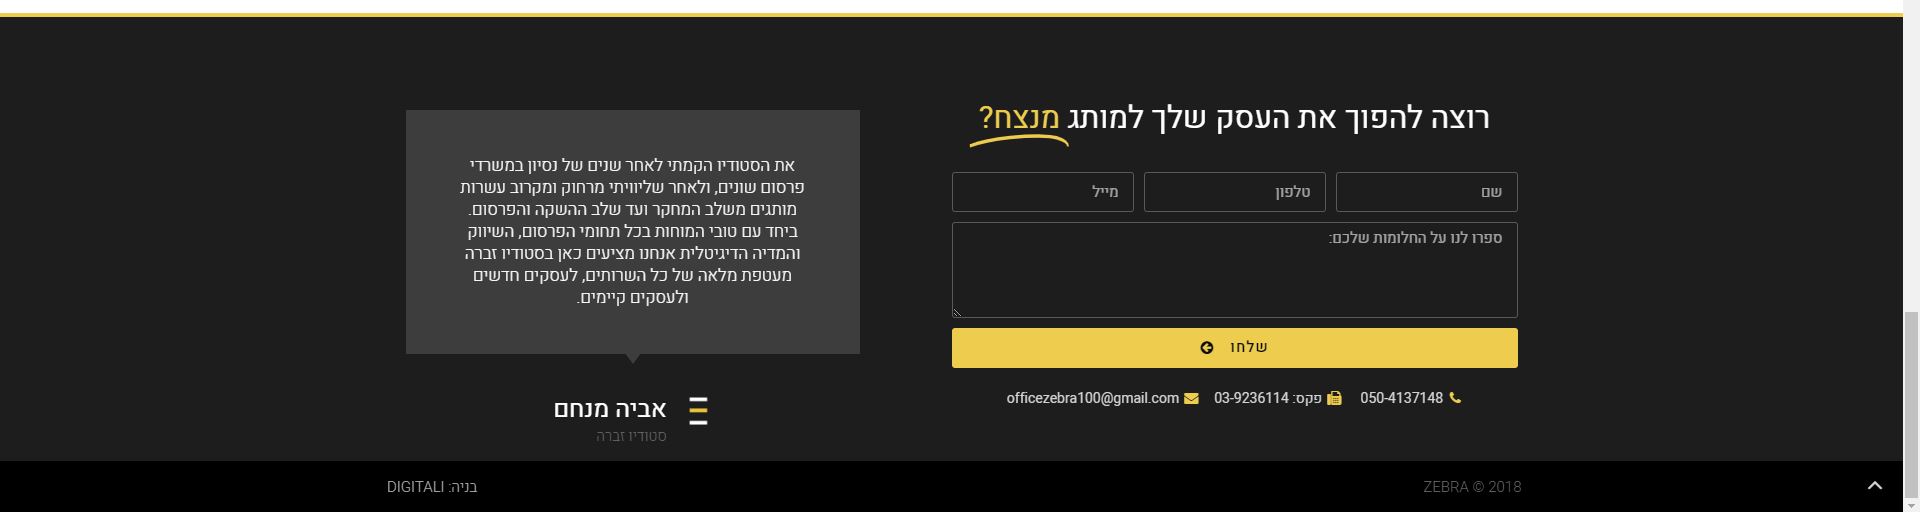 רוצה להפוך את העסק שלך למותג מנצח?
שם
טלפון
מייל
ספרו לנו על החלומות שלכם:
שלחו
050-4137148
פקס: 03-9236114
officezebra100@gmail.com
את הסטודיו הקמתי לאחר שנים של נסיון במשרדי
פרסום שונים, ולאחר שליוויתי מרחוק ומקרוב עשרות
מותגים משלב המחקר ועד שלב ההשקה והפרסום.
ביחד עם טובי המוחות בכל תחומי הפרסום, השיווק
והמדיה הדיגיטלית אנחנו מציעים כאן בסטודיו זברה
מעטפת מלאה של כל השרותים, לעסקים חדשים
ולעסקים קיימים.
אביה מנחם
סטודיו זברה
ZEBRA © 2018
בניה: DIGITALI